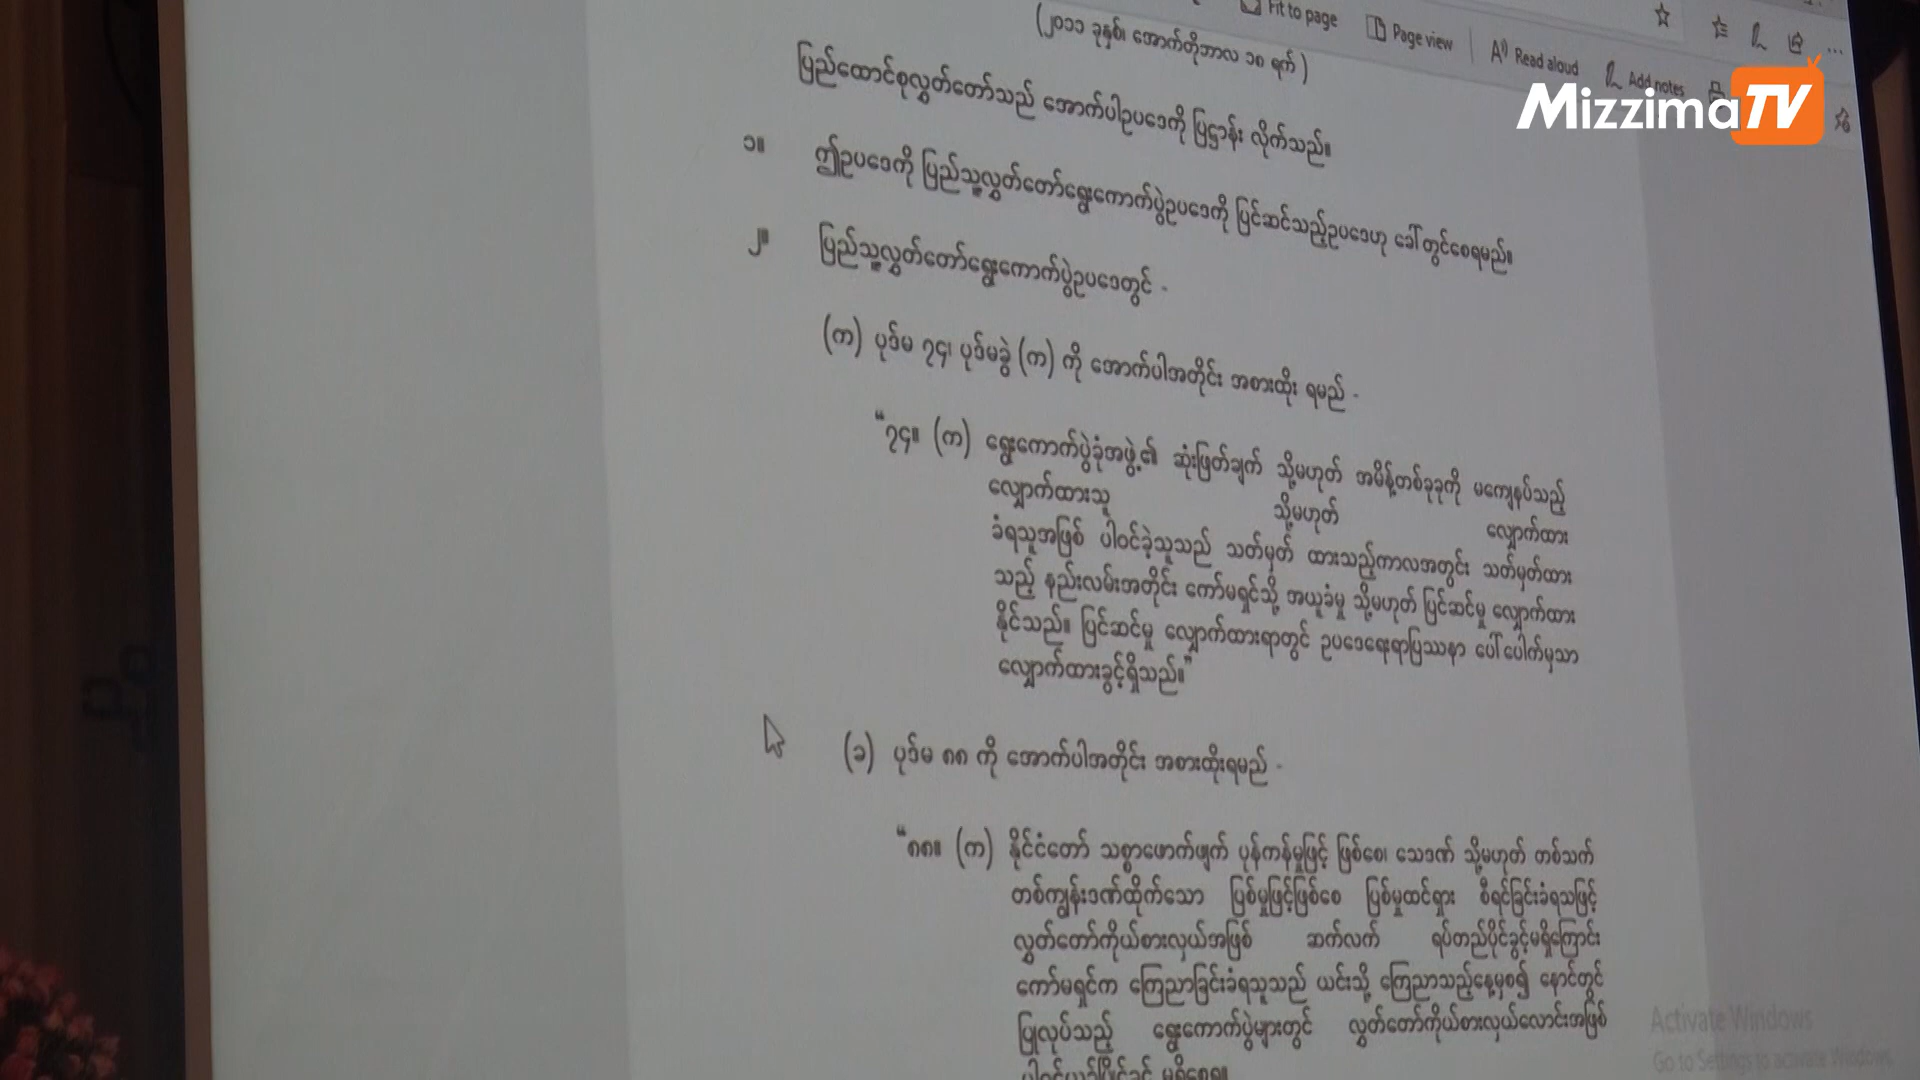 Fit to page
Page view
Read aloud
Add notes
Mizzima TV
(၂၀၁၁ ခုနှစ်၊ အောက်တိုဘာလ ၁၈ ရက် )
ပြည်ထောင်စုလွှတ်တော်သည် အောက်ပါဥပဒေကို ပြဋ္ဌာန်း လိုက်သည်။
၁။ ဤဥပဒေကို ပြည်သူ့လွှတ်တော်ရွေးကောက်ပွဲဥပဒေကို ပြင်ဆင်သည့်ဥပဒေဟု ခေါ်တွင်စေရမည်။
၂။ ပြည်သူ့လွှတ်တော်ရွေးကောက်ပွဲဥပဒေတွင် -
(က) ပုဒ်မ ၇၄၊ ပုဒ်မခွဲ (က) ကို အောက်ပါအတိုင်း အစားထိုး ရမည် -
“၇၄။ (က) ရွေးကောက်ပွဲခုံအဖွဲ့၏ ဆုံးဖြတ်ချက် သို့မဟုတ် အမိန့်တစ်ခုခုကို မကျေနပ်သည့်
လျှောက်ထားသူ သို့မဟုတ် လျှောက်ထား
ခံရသူအဖြစ် ပါဝင်ခဲ့သူသည် သတ်မှတ် ထားသည့်ကာလအတွင်း သတ်မှတ်ထား
သည့် နည်းလမ်းအတိုင်း ကော်မရှင်သို့ အယူခံမှု သို့မဟုတ် ပြင်ဆင်မှု လျှောက်ထား
နိုင်သည်။ ပြင်ဆင်မှု လျှောက်ထားရာတွင် ဥပဒေရေးရာပြဿနာ ပေါ်ပေါက်မှသာ
လျှောက်ထားခွင့်ရှိသည်။”
(ခ) ပုဒ်မ ၈၈ ကို အောက်ပါအတိုင်း အစားထိုးရမည် -
“၈၈။ (က) နိုင်ငံတော် သစ္စာဖောက်ဖျက် ပုန်ကန်မှုဖြင့် ဖြစ်စေ၊ သေဒဏ် သို့မဟုတ် တစ်သက်
တစ်ကျွန်းဒဏ်ထိုက်သော ပြစ်မှုဖြင့်ဖြစ်စေ ပြစ်မှုထင်ရှား စီရင်ခြင်းခံရသဖြင့်
လွှတ်တော်ကိုယ်စားလှယ်အဖြစ် ဆက်လက် ရပ်တည်ပိုင်ခွင့်မရှိကြောင်း
ကော်မရှင်က ကြေညာခြင်းခံရသူသည် ယင်းသို့ ကြေညာသည့်နေ့မှစ၍ နောင်တွင်
ပြုလုပ်သည့် ရွေးကောက်ပွဲများတွင် လွှတ်တော်ကိုယ်စားလှယ်လောင်းအဖြစ်
Activate Windows
Go to Settings to activate Windows.